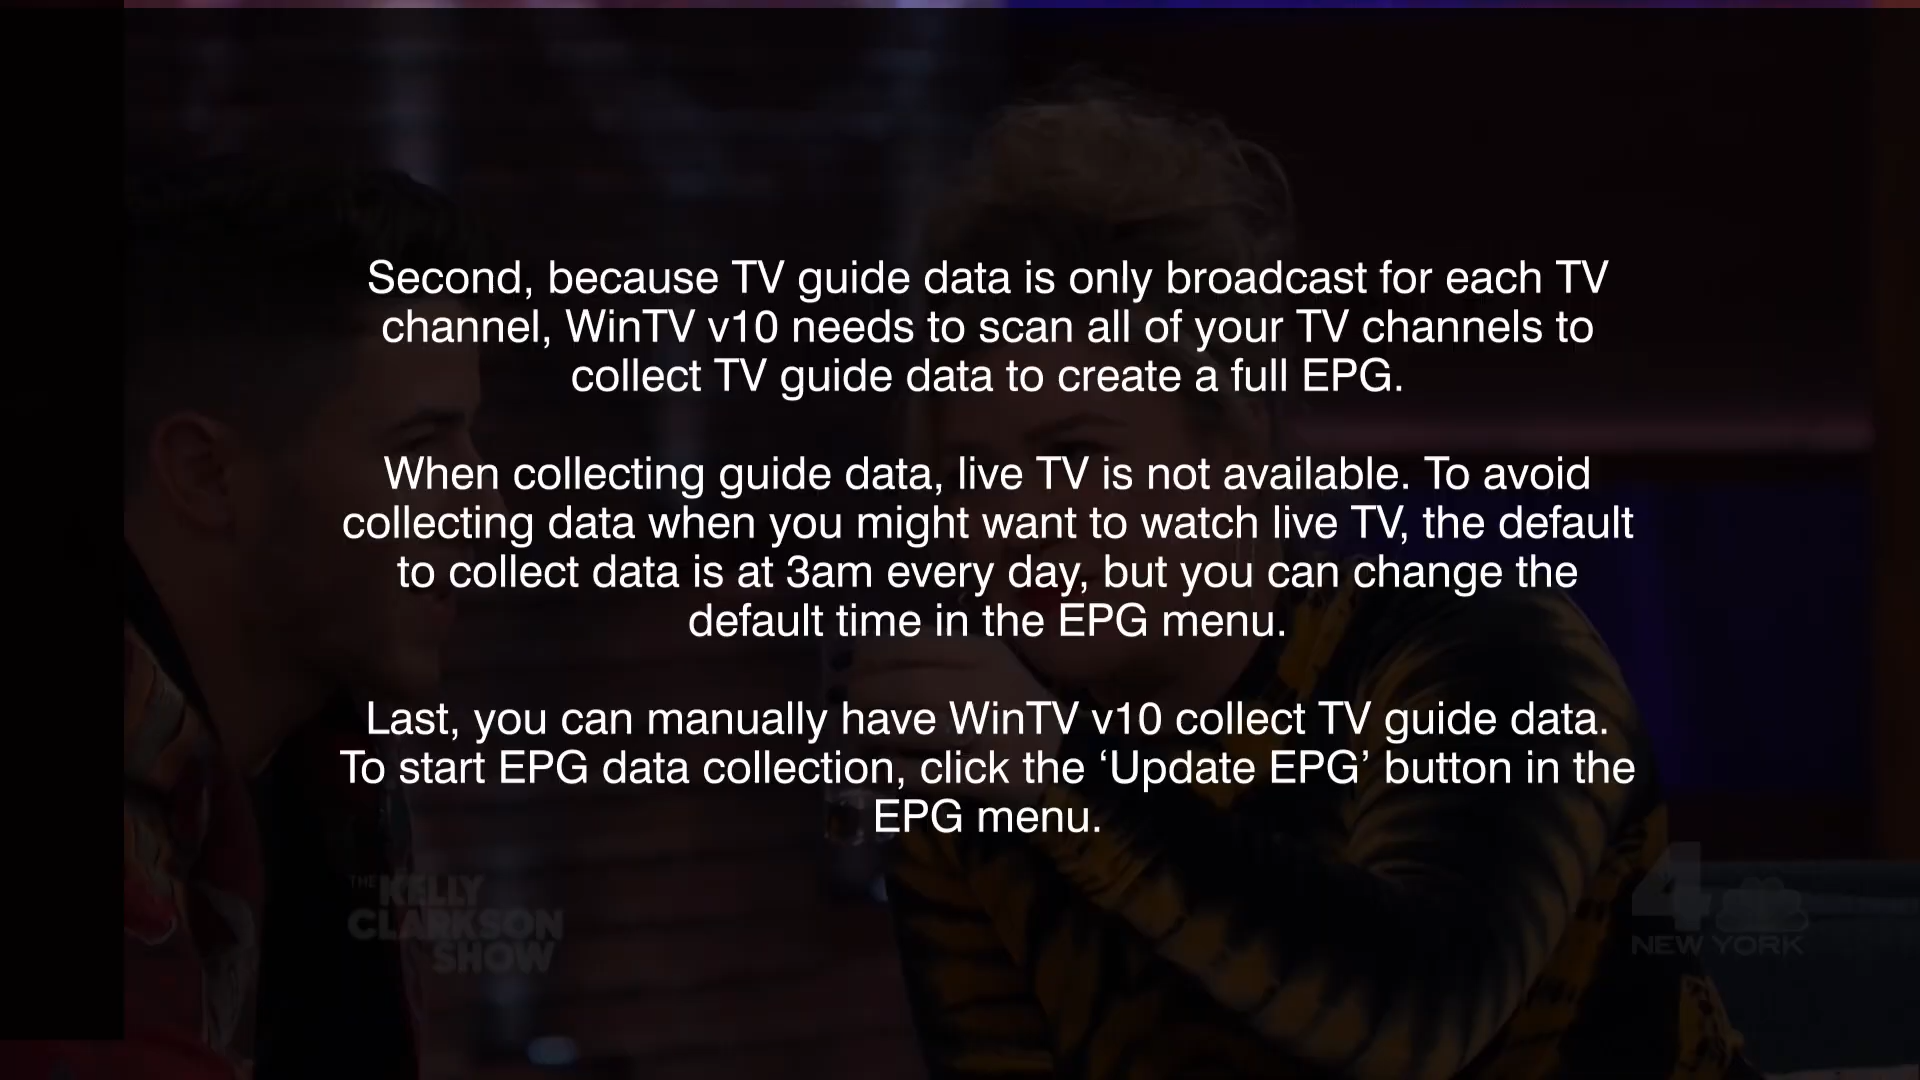 Second, because TV guide data is only broadcast for each TV
channel, WinTV v10 needs to scan all of your TV channels to
collect TV guide data to create a full EPG.
When collecting guide data, live TV is not available. To avoid
collecting data when you might want to watch live TV, the default
to collect data is at 3am every day, but you can change the
default time in the EPG menu.
Last, you can manually have WinTV v10 collect TV guide data.
To start EPG data collection, click the ‘Update EPG’ button in the
EPG menu.
THE
KELLY
CLARKSON
SHOW
4
NEW YORK